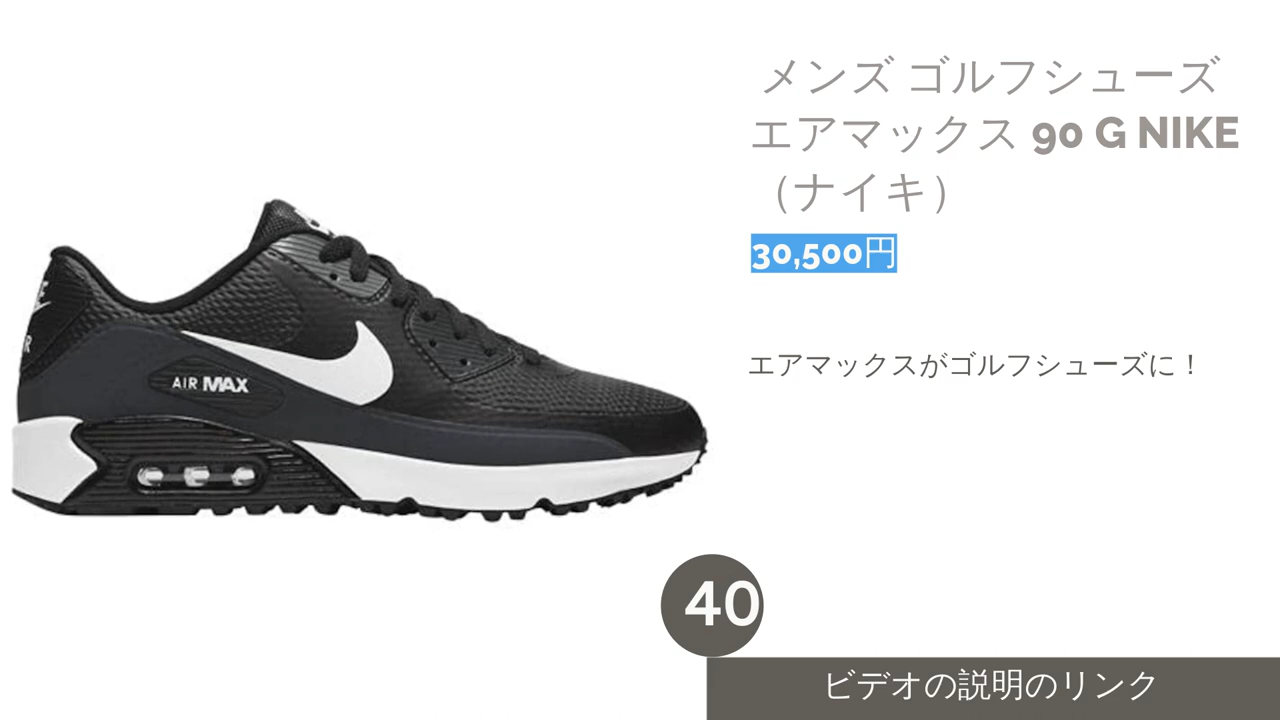 メンズ ゴルフシューズ
エアマックス 90 G NIKE
（ナイキ）
30,500円
エアマックスがゴルフシューズに！
AIR MAX
40
ビデオの説明のリンク